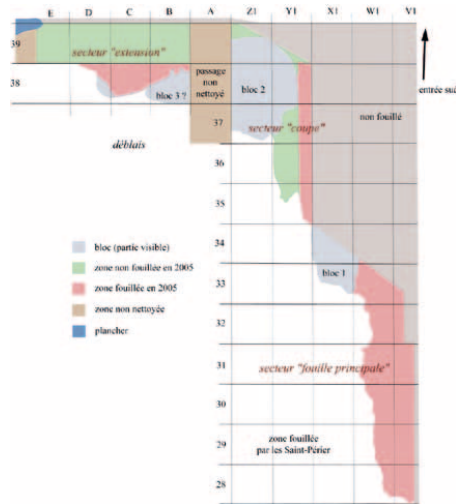 E D C B A Z1 Y1 X1 W1 V1
39
secteur "extension"
38
bloc 3 ?
passage
non
nettoyé
bloc 2
entrée sud
37
non fouillé
secteur "coupe"
déblais
36
35
34
bloc (partie visible)
zone non fouillée en 2005
zone fouillée en 2005
zone non nettoyée
plancher
bloc 1
33
32
31
secteur "fouille principale"
30
29
zone fouillée
par les Saint-Périer
28